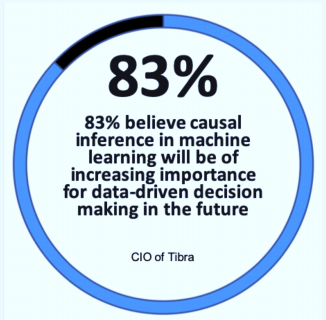 83%
83% believe causal
inference in machine
learning will be of
increasing importance
for data-driven decision
making in the future
CIO of Tibra